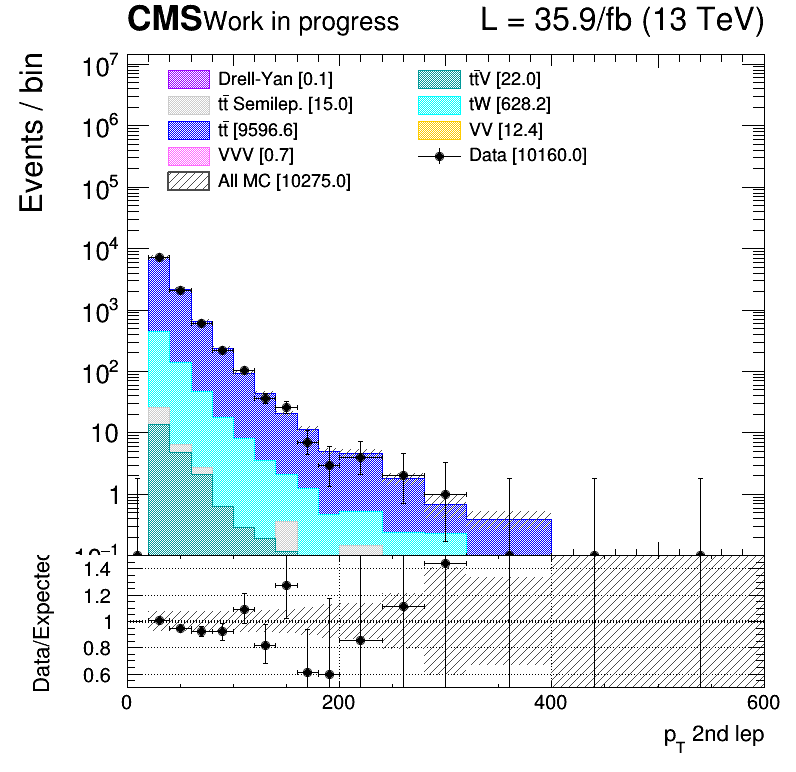 CMS Work in progress L = 35.9/fb (13 TeV)
Events / bin
10⁷
10⁶
10⁵
10⁴
10³
10²
10
1
10⁻¹
Drell-Yan [0.1]
tt̄ Semilep. [15.0]
tt̄ [9596.6]
VVV [0.7]
All MC [10275.0]
tt̄V [22.0]
tW [628.2]
VV [12.4]
Data [10160.0]
Data/Expected
1.4
1.2
1
0.8
0.6
0 200 400 600
p_T 2nd lep